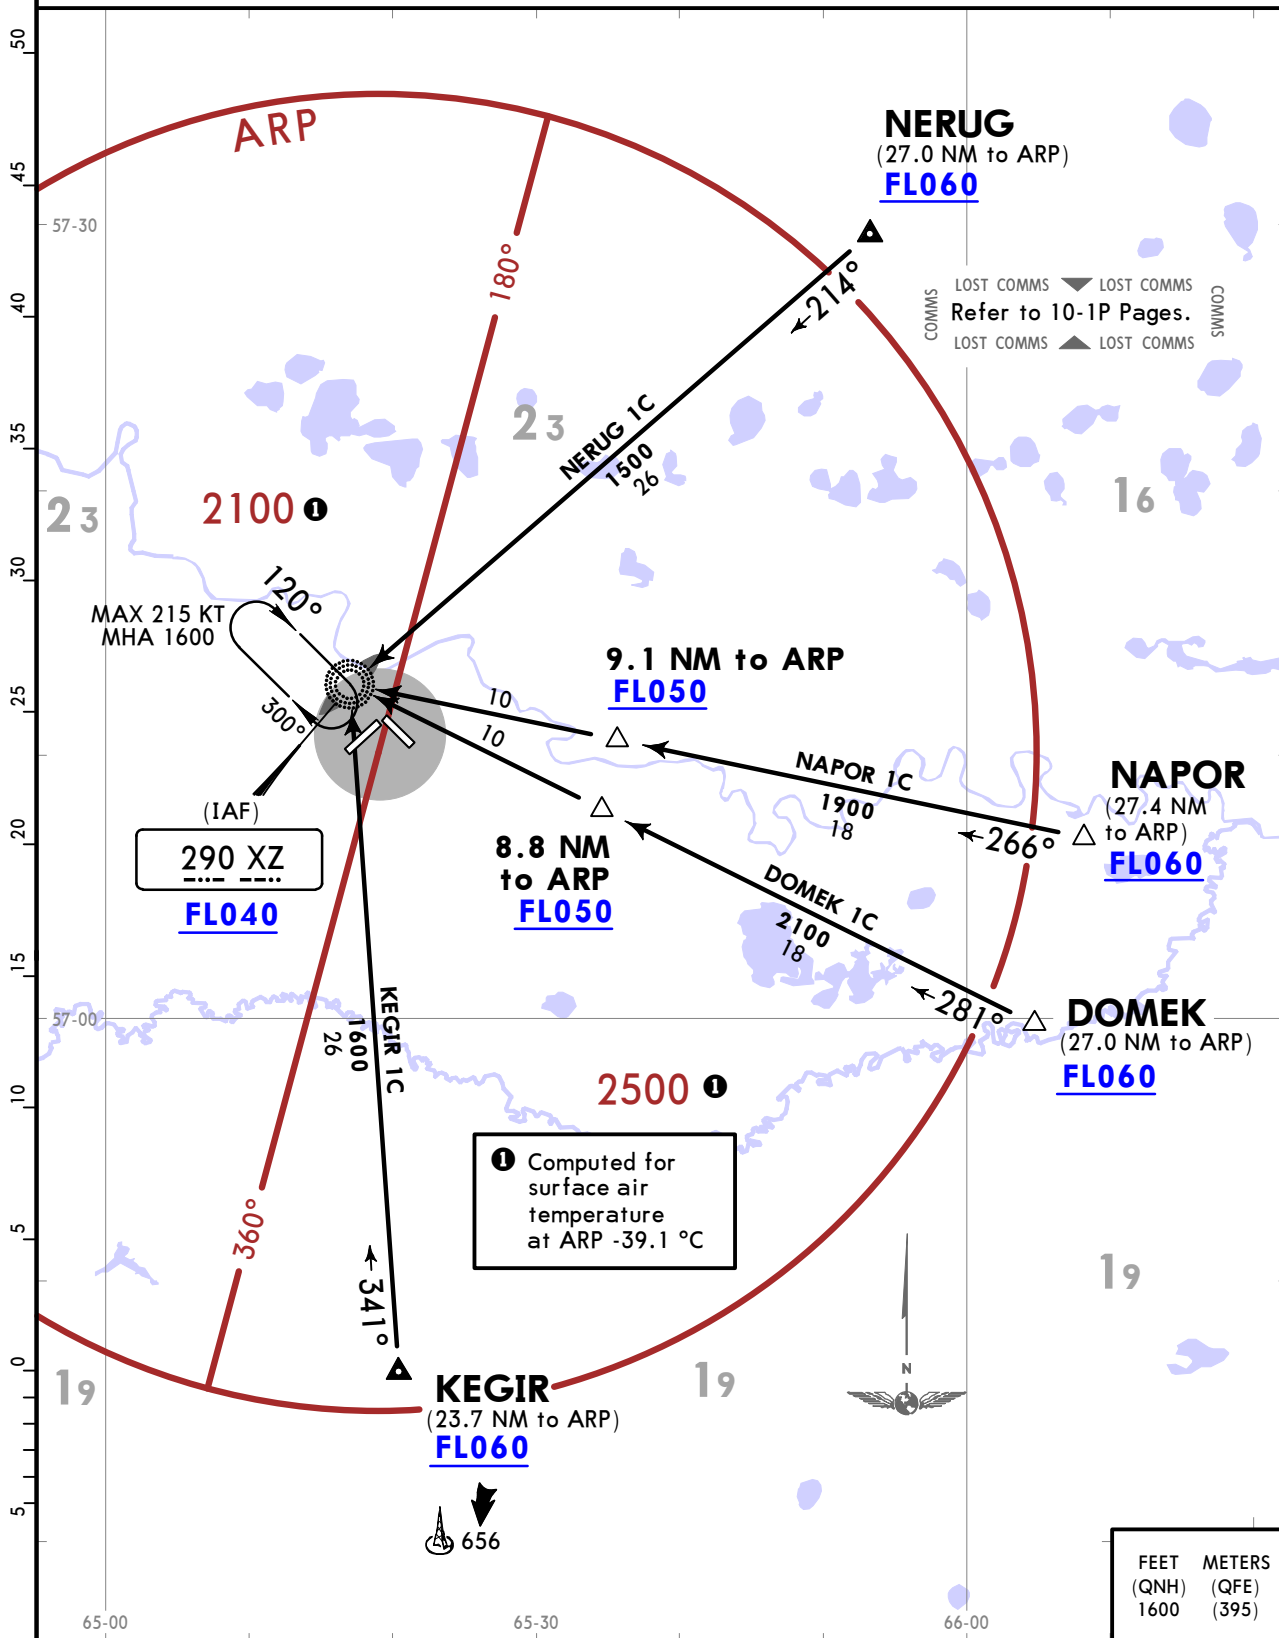 50
45
40
35
30
25
20
15
10
5
0
5
ARP
NERUG
(27.0 NM to ARP)
FL060
57-30
180°
214°
LOST COMMS LOST COMMS
COMMS
Refer to 10-1P Pages.
COMMS
LOST COMMS LOST COMMS
23
NERUG 1C
1500
26
23
2100 1
16
120°
MAX 215 KT
MHA 1600
300°
9.1 NM to ARP
FL050
10
10
NAPOR 1C
1900
18
266°
NAPOR
(27.4 NM
to ARP)
FL060
(IAF)
290 XZ
FL040
8.8 NM
to ARP
FL050
DOMEK 1C
2100
18
281°
DOMEK
(27.0 NM to ARP)
FL060
57-00
KEGIR 1C
1600
26
2500 1
1 Computed for
surface air
temperature
at ARP -39.1 °C
360°
341°
19
19
19
N
KEGIR
(23.7 NM to ARP)
FL060
656
FEET METERS
(QNH) (QFE)
1600 (395)
65-00
65-30
66-00